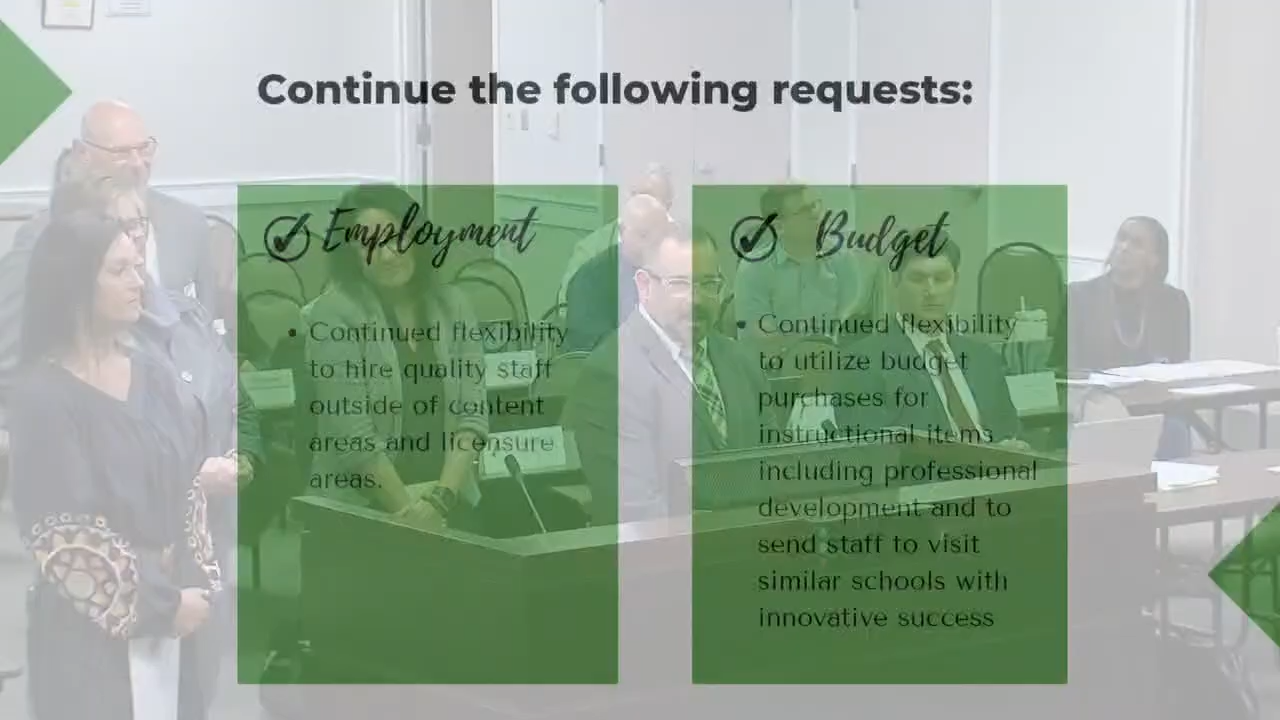 Continue the following requests:
Employment
• Continued flexibility
to hire quality staff
outside of content
areas and licensure
areas.
Budget
• Continued flexibility
to utilize budget
purchases for
instructional items
including professional
development and to
send staff to visit
similar schools with
innovative success